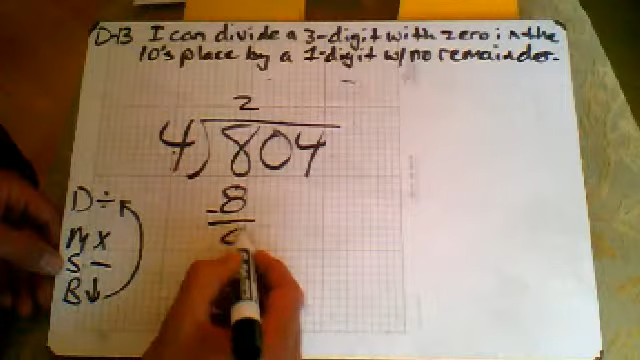 D-13 I can divide a 3-digit with zero in the
10's place by a 1-digit w/no remainder.
2
4)804
-8
0
D ÷
M x
S -
B ↓